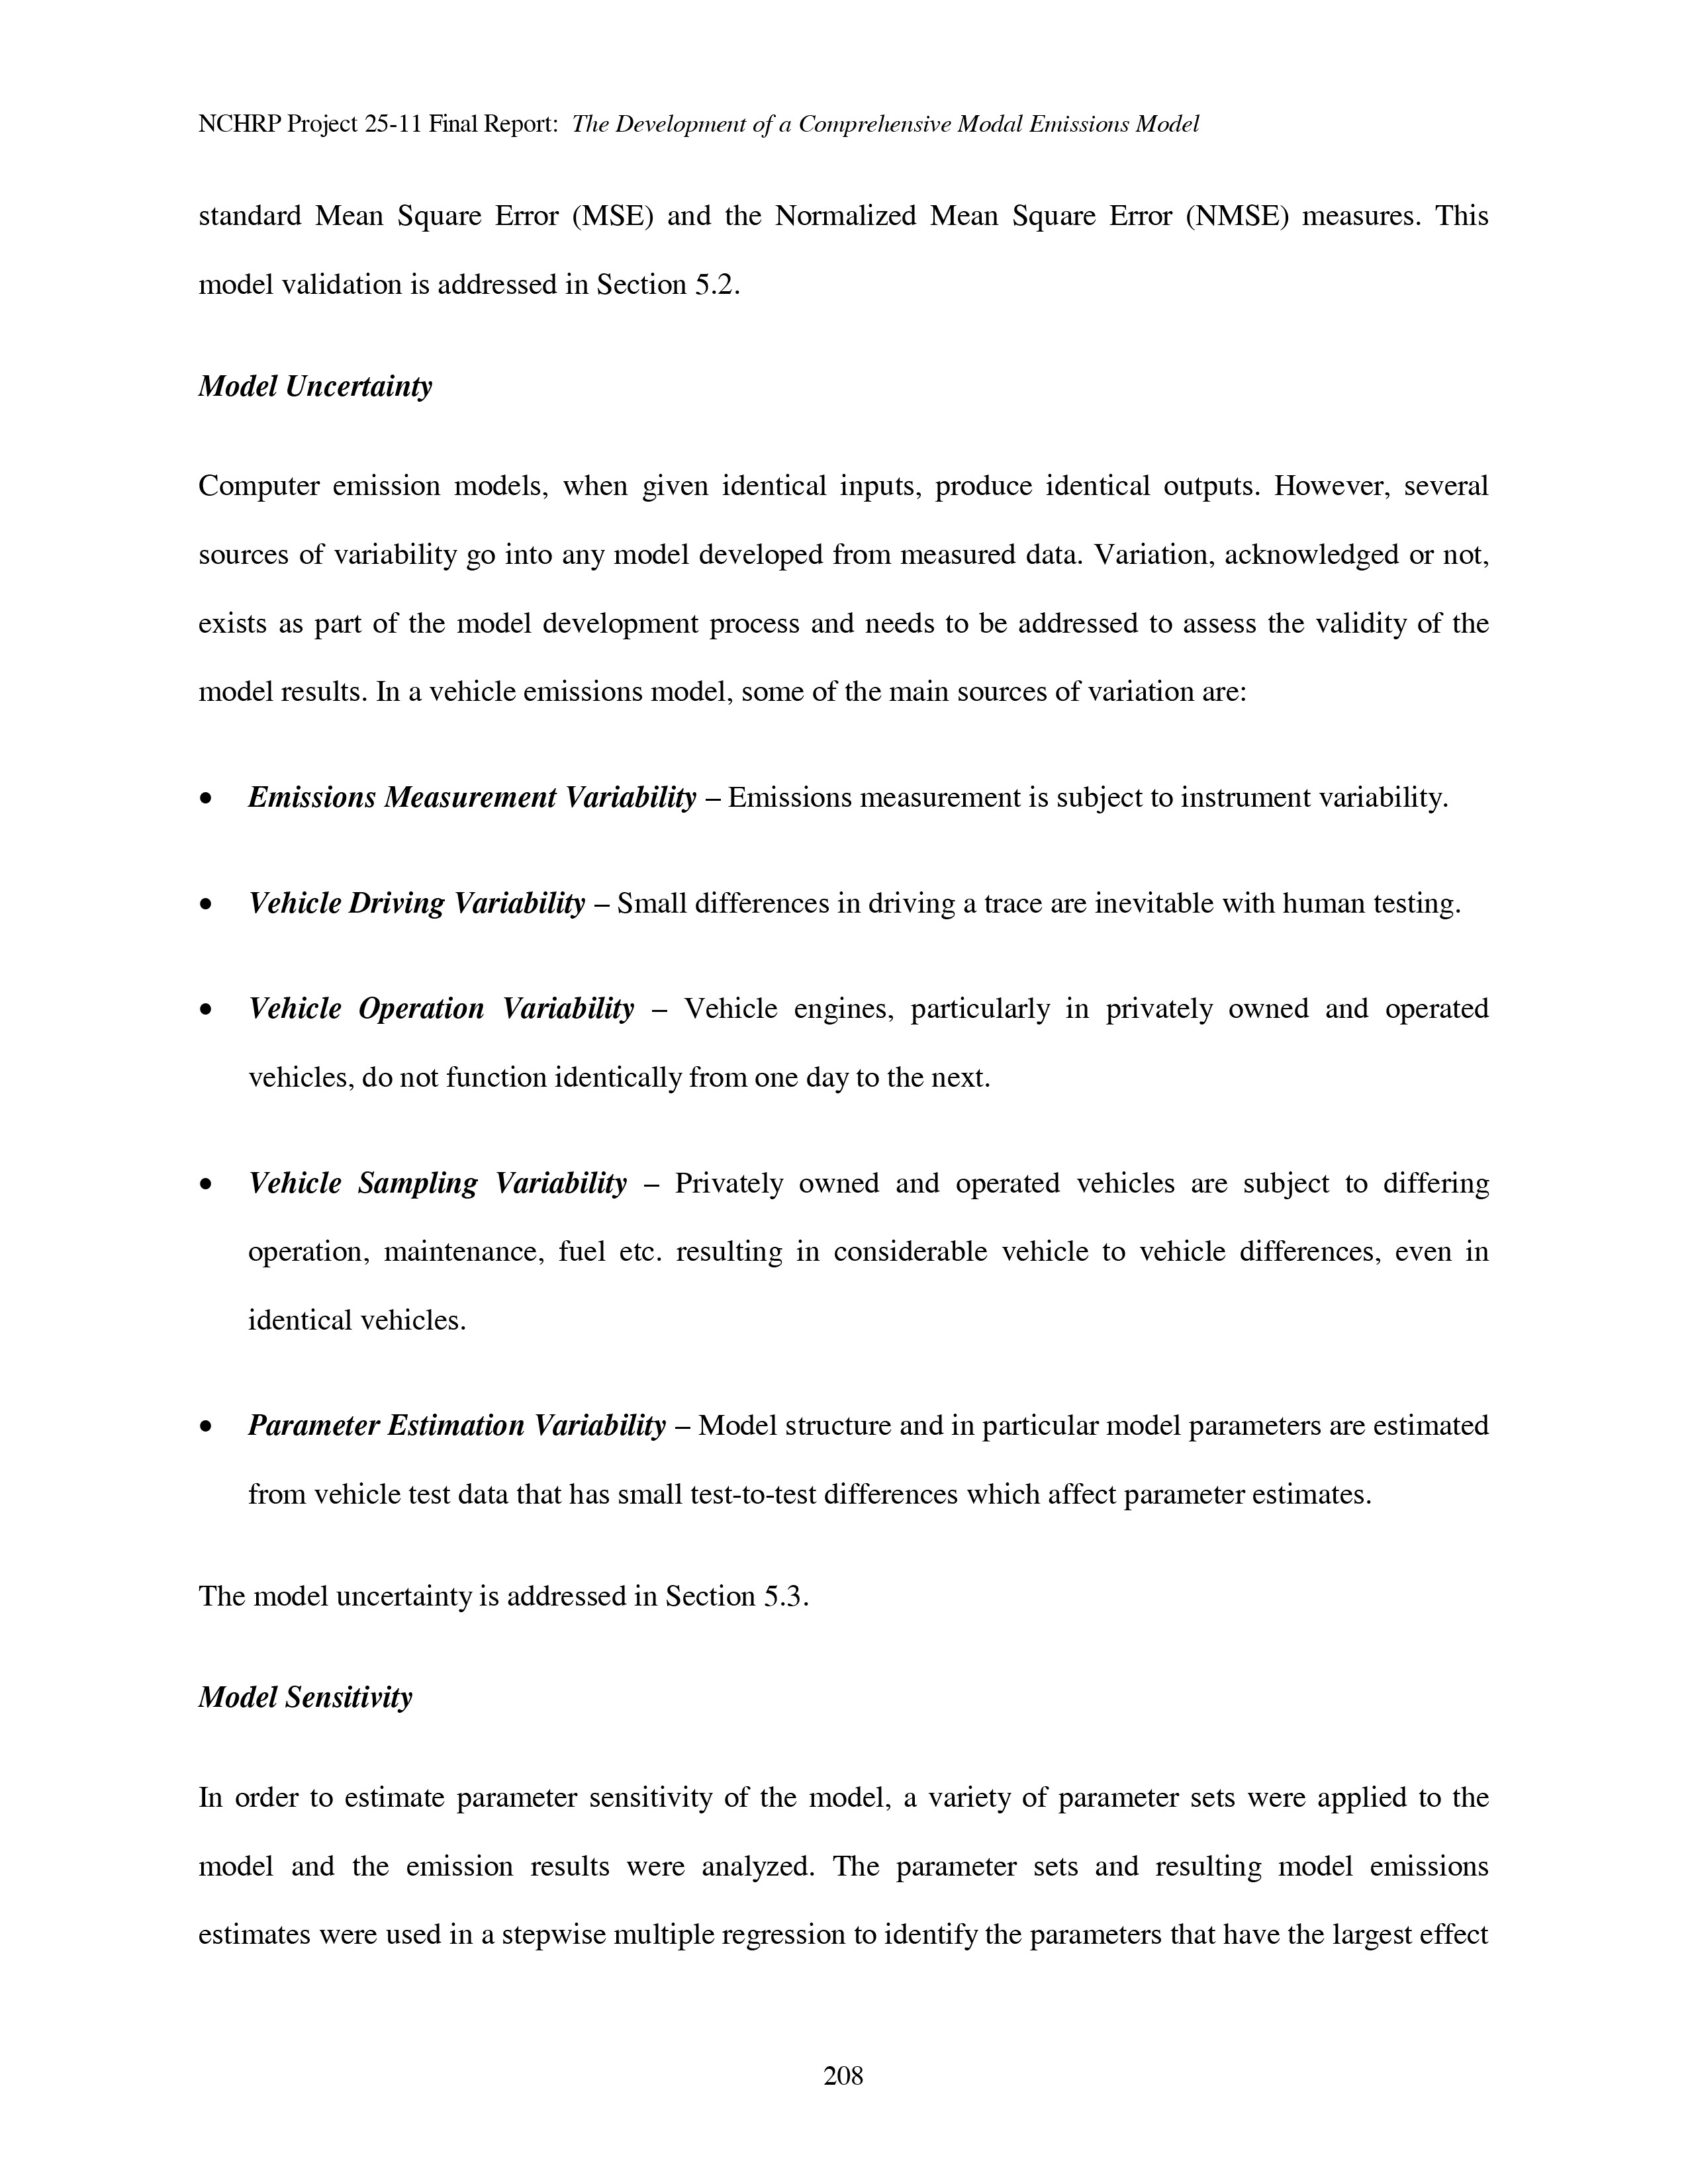 NCHRP Project 25-11 Final Report: The Development of a Comprehensive Modal Emissions Model
standard Mean Square Error (MSE) and the Normalized Mean Square Error (NMSE) measures. This
model validation is addressed in Section 5.2.
Model Uncertainty
Computer emission models, when given identical inputs, produce identical outputs. However, several
sources of variability go into any model developed from measured data. Variation, acknowledged or not,
exists as part of the model development process and needs to be addressed to assess the validity of the
model results. In a vehicle emissions model, some of the main sources of variation are:
• Emissions Measurement Variability – Emissions measurement is subject to instrument variability.
• Vehicle Driving Variability – Small differences in driving a trace are inevitable with human testing.
• Vehicle Operation Variability – Vehicle engines, particularly in privately owned and operated
vehicles, do not function identically from one day to the next.
• Vehicle Sampling Variability – Privately owned and operated vehicles are subject to differing
operation, maintenance, fuel etc. resulting in considerable vehicle to vehicle differences, even in
identical vehicles.
• Parameter Estimation Variability – Model structure and in particular model parameters are estimated
from vehicle test data that has small test-to-test differences which affect parameter estimates.
The model uncertainty is addressed in Section 5.3.
Model Sensitivity
In order to estimate parameter sensitivity of the model, a variety of parameter sets were applied to the
model and the emission results were analyzed. The parameter sets and resulting model emissions
estimates were used in a stepwise multiple regression to identify the parameters that have the largest effect
208